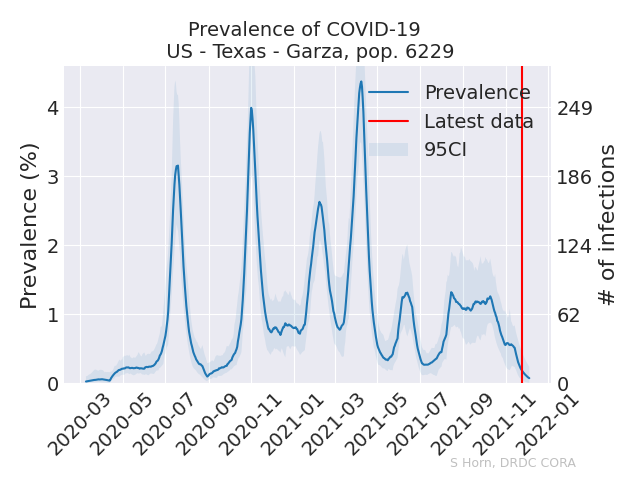 Prevalence of COVID-19
US - Texas - Garza, pop. 6229
Prevalence (%)
4
3
2
1
0
Prevalence
Latest data
95CI
249
186
124
62
0
# of infections
2020-03
2020-05
2020-07
2020-09
2020-11
2021-01
2021-03
2021-05
2021-07
2021-09
2021-11
2022-01
S Horn, DRDC CORA